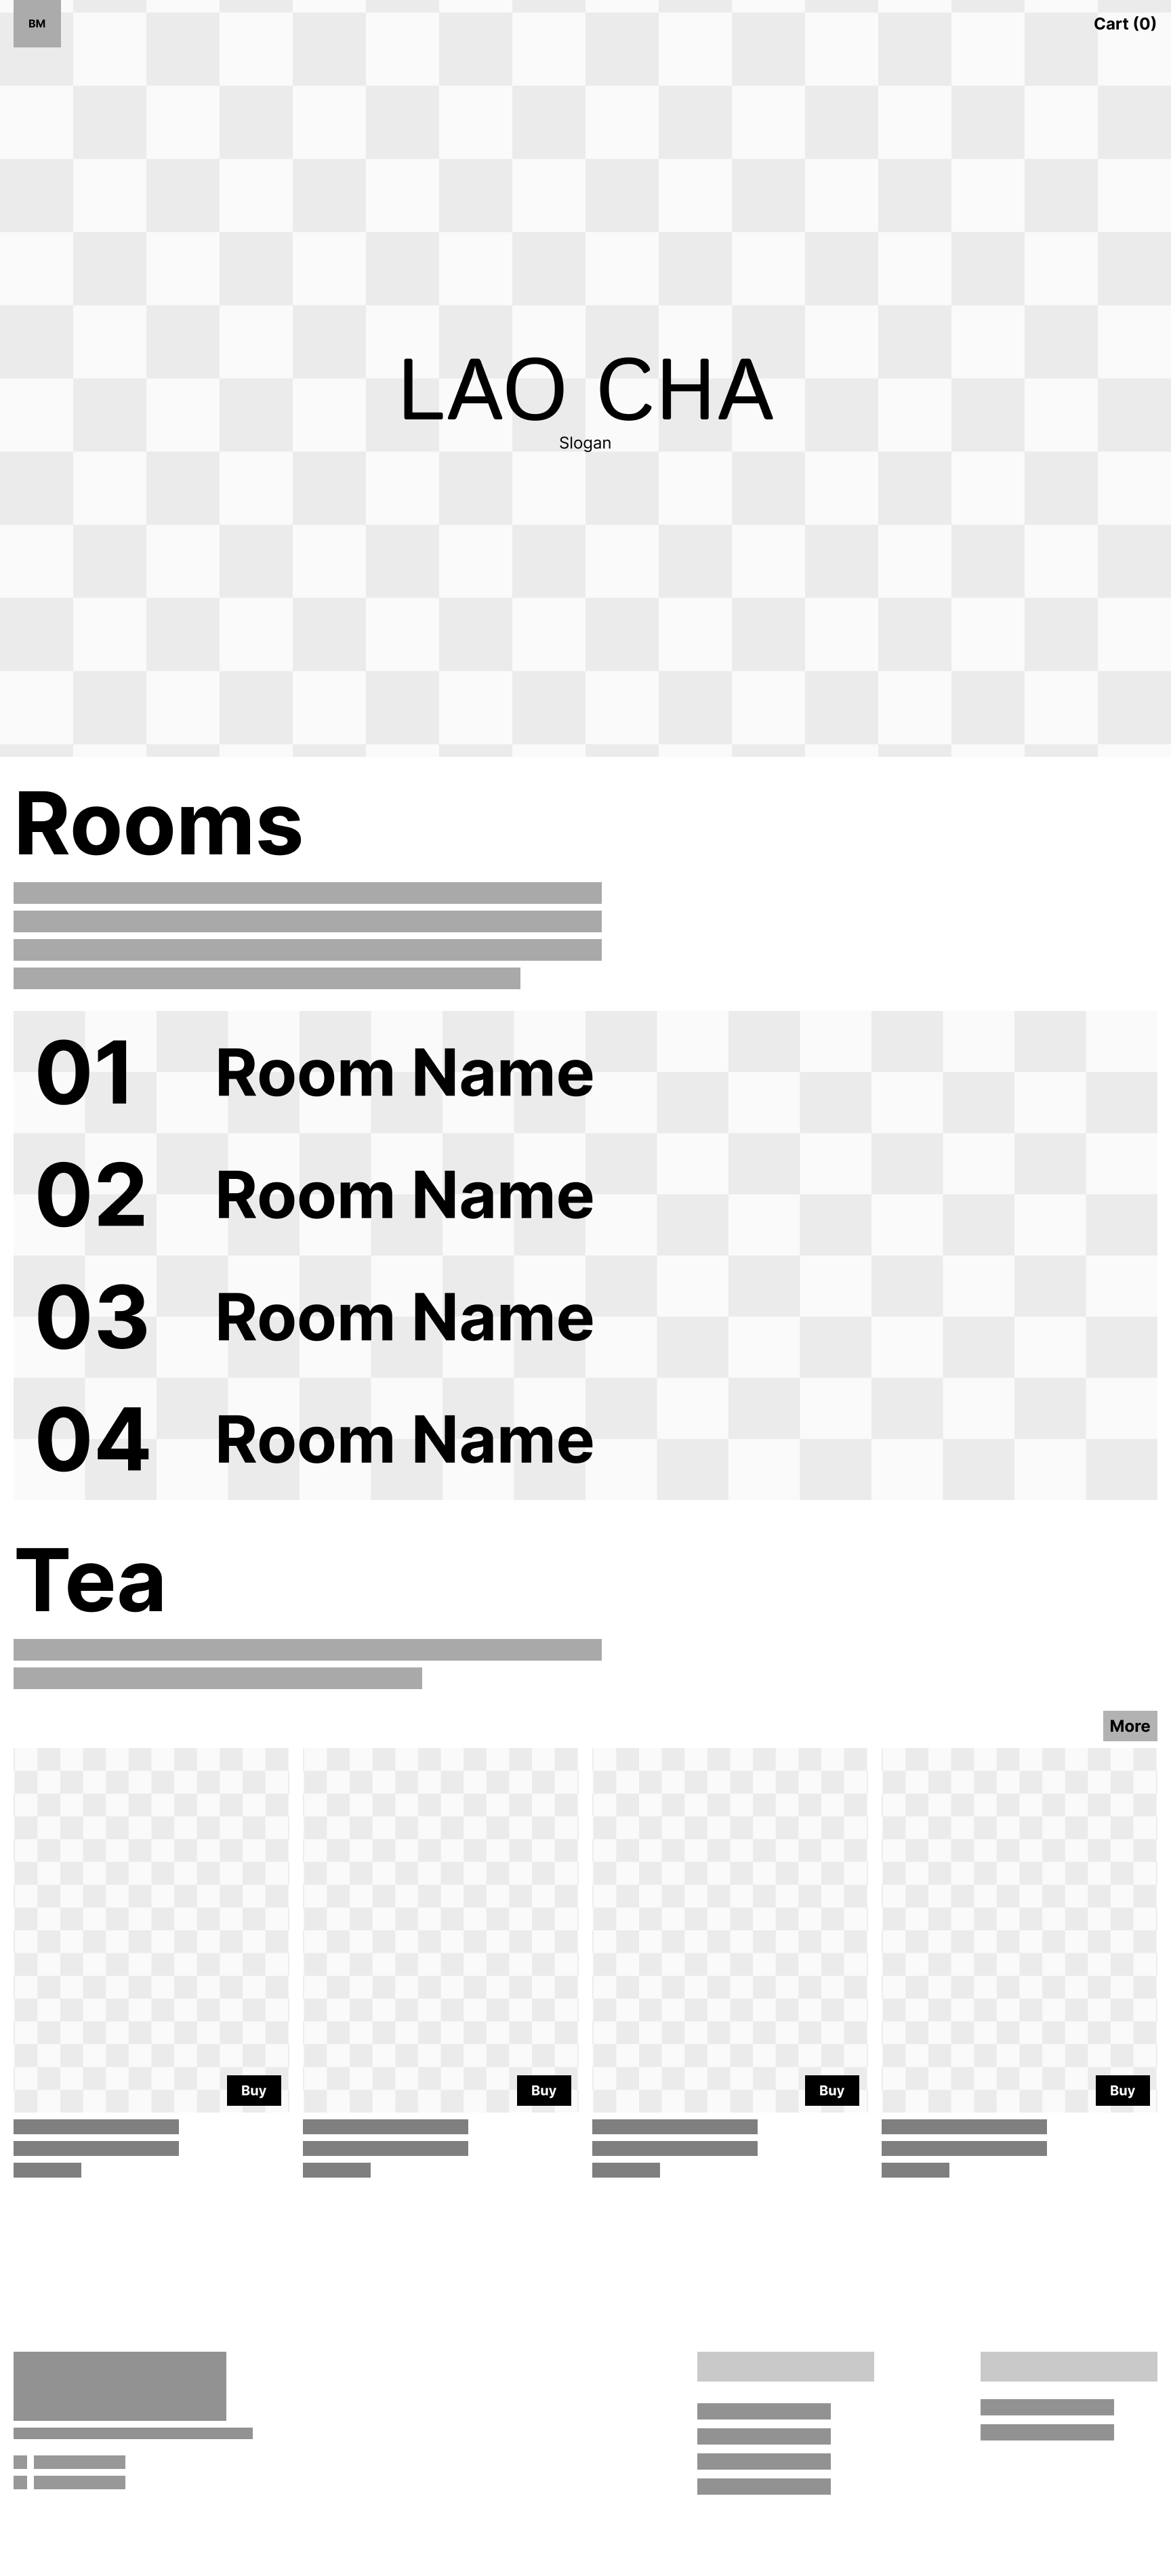 BM
Cart (0)
LAO CHA
Slogan
Rooms
01 Room Name
02 Room Name
03 Room Name
04 Room Name
Tea
More
Buy Buy Buy Buy